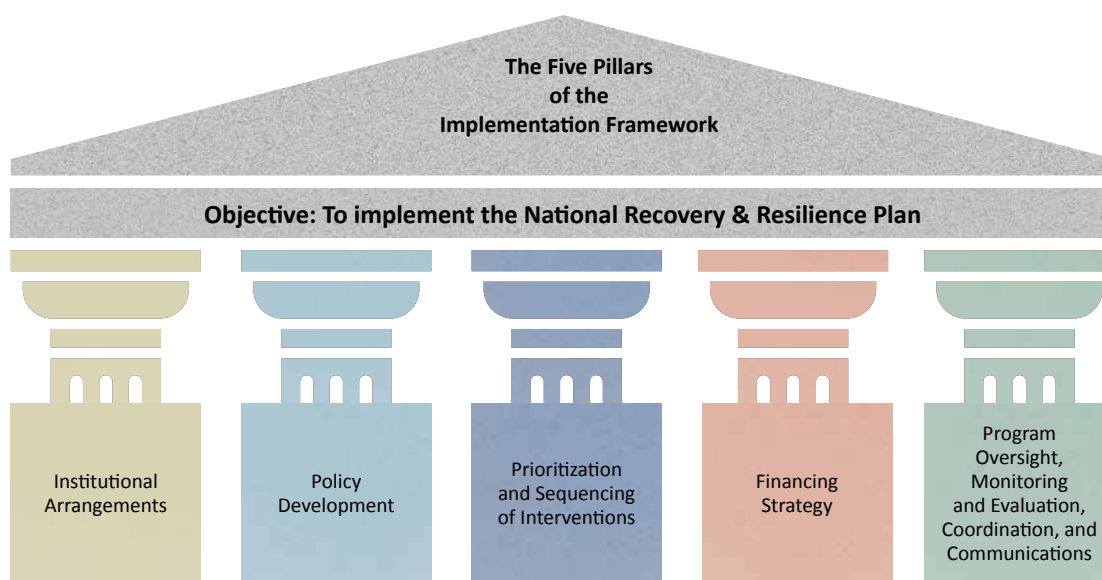 The Five Pillars
of the
Implementation Framework
Objective: To implement the National Recovery & Resilience Plan
Institutional
Arrangements
Policy
Development
Prioritization
and Sequencing
of Interventions
Financing
Strategy
Program
Oversight,
Monitoring
and Evaluation,
Coordination, and
Communications